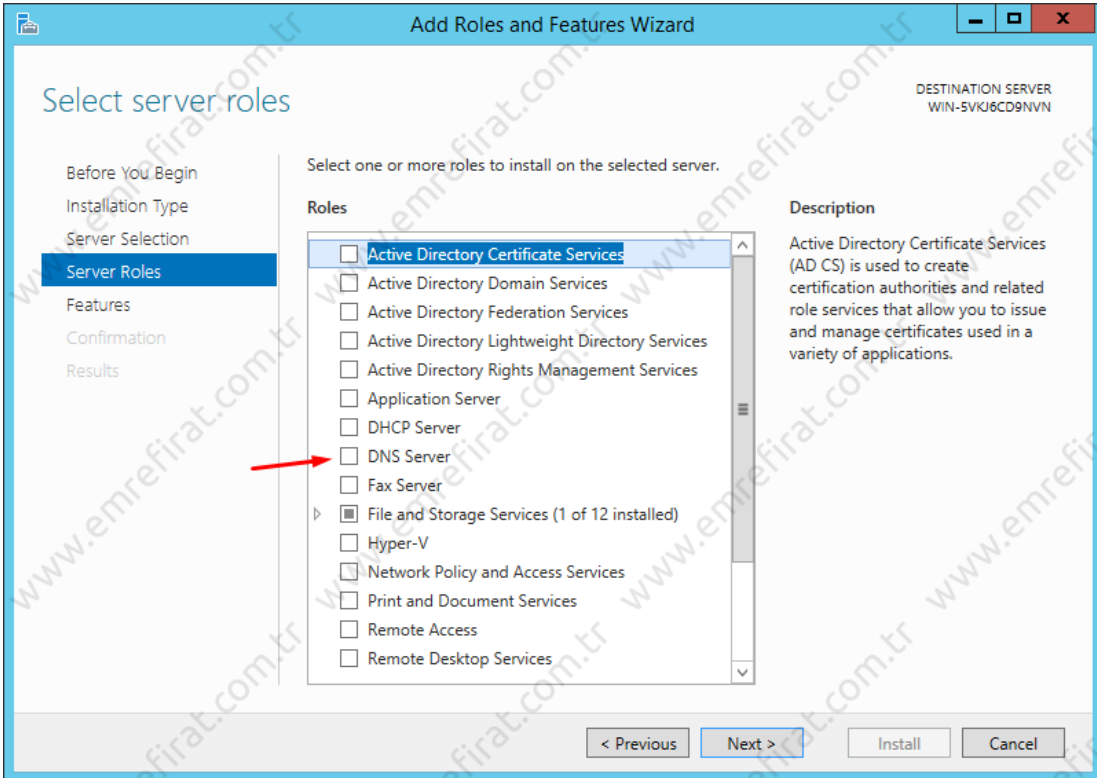 Add Roles and Features Wizard
Select server roles
DESTINATION SERVER
WIN-5VKJ6CD9NVN
Before You Begin
Installation Type
Server Selection
Server Roles
Features
Confirmation
Results
Select one or more roles to install on the selected server.
Roles
Active Directory Certificate Services
Active Directory Domain Services
Active Directory Federation Services
Active Directory Lightweight Directory Services
Active Directory Rights Management Services
Application Server
DHCP Server
DNS Server
Fax Server
File and Storage Services (1 of 12 installed)
Hyper-V
Network Policy and Access Services
Print and Document Services
Remote Access
Remote Desktop Services
Description
Active Directory Certificate Services
(AD CS) is used to create
certification authorities and related
role services that allow you to issue
and manage certificates used in a
variety of applications.
< Previous
Next >
Install
Cancel
www.emrefirat.com.tr